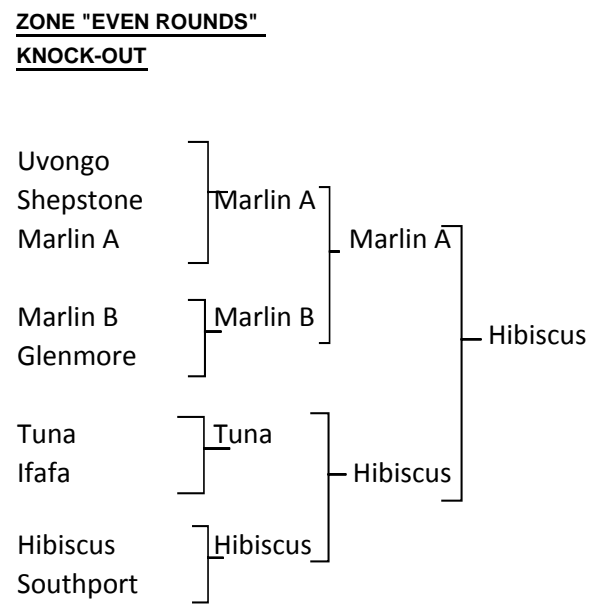 ZONE "EVEN ROUNDS"
KNOCK-OUT
Uvongo
Shepstone
Marlin A
Marlin B
Glenmore
Tuna
Ifafa
Hibiscus
Southport
Marlin A
Marlin B
Tuna
Hibiscus
Marlin A
Hibiscus
Hibiscus